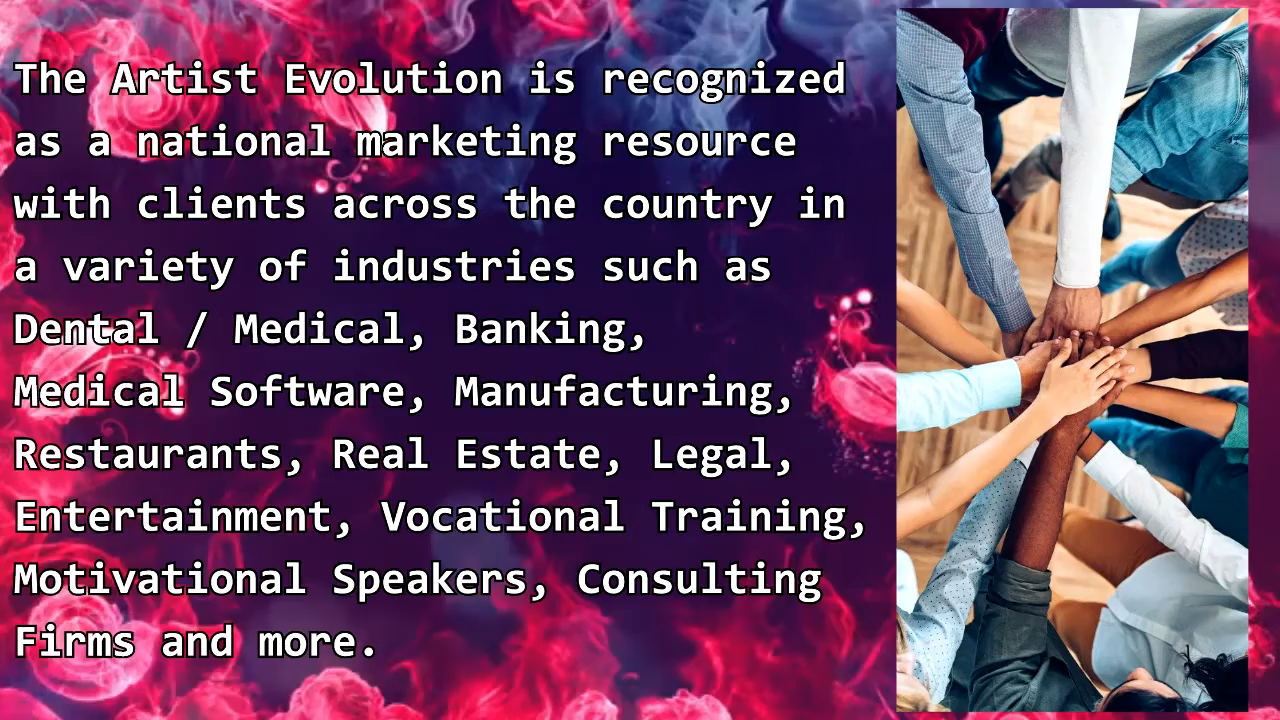 The Artist Evolution is recognized
as a national marketing resource
with clients across the country in
a variety of industries such as
Dental / Medical, Banking,
Medical Software, Manufacturing,
Restaurants, Real Estate, Legal,
Entertainment, Vocational Training,
Motivational Speakers, Consulting
Firms and more.